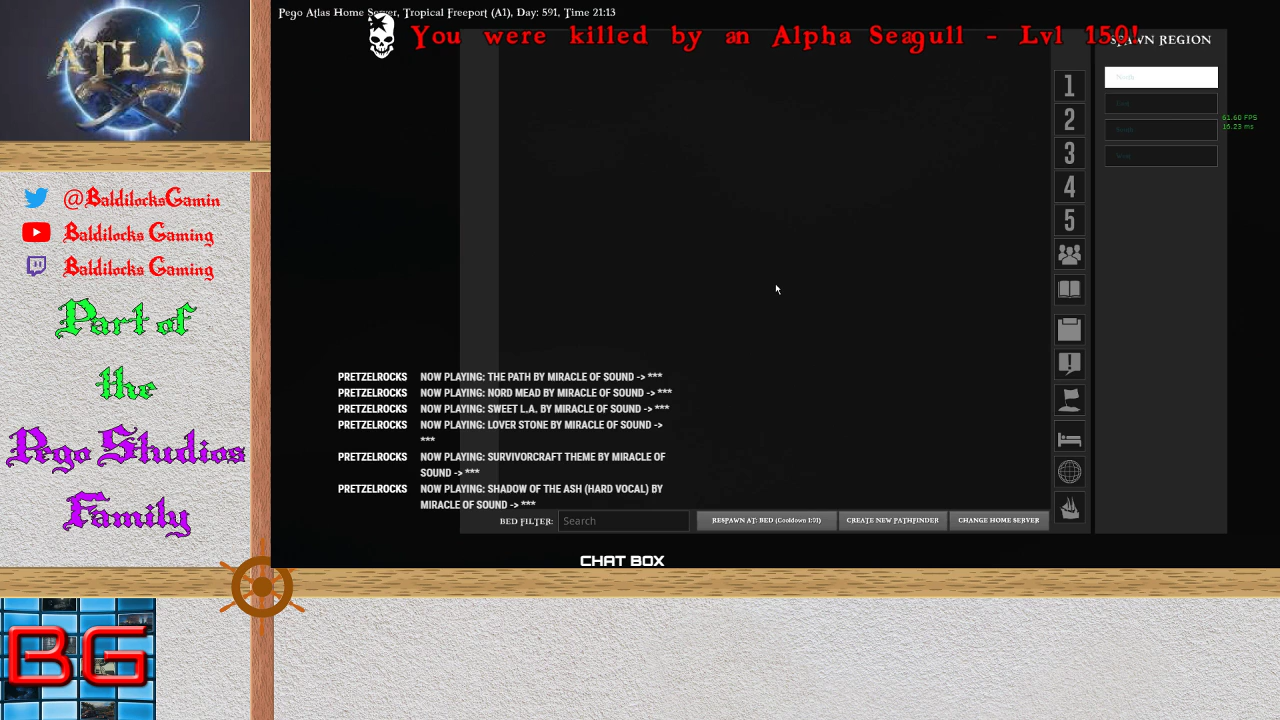 Pego Atlas Home Server, Tropical Freeport (A1), Day: 591, Time 21:13
You were killed by an Alpha Seagull - Lvl 150!
ATLAS
SPAWN REGION
North
East
South
West
61.60 FPS
16.23 ms
1
2
3
4
5
@BaldilocksGamin
Baldilocks Gaming
Baldilocks Gaming
Part of
the
Pego Studios
Family
PRETZELROCKS NOW PLAYING: THE PATH BY MIRACLE OF SOUND -> ***
PRETZELROCKS NOW PLAYING: NORD MEAD BY MIRACLE OF SOUND -> ***
PRETZELROCKS NOW PLAYING: SWEET L.A. BY MIRACLE OF SOUND -> ***
PRETZELROCKS NOW PLAYING: LOVER STONE BY MIRACLE OF SOUND ->
***
PRETZELROCKS NOW PLAYING: SURVIVORCRAFT THEME BY MIRACLE OF
SOUND -> ***
PRETZELROCKS NOW PLAYING: SHADOW OF THE ASH (HARD VOCAL) BY
MIRACLE OF SOUND -> ***
BED FILTER: Search RESPAWN AT: BED (Cooldown 1:01) CREATE NEW PATHFINDER CHANGE HOME SERVER
CHAT BOX
BG